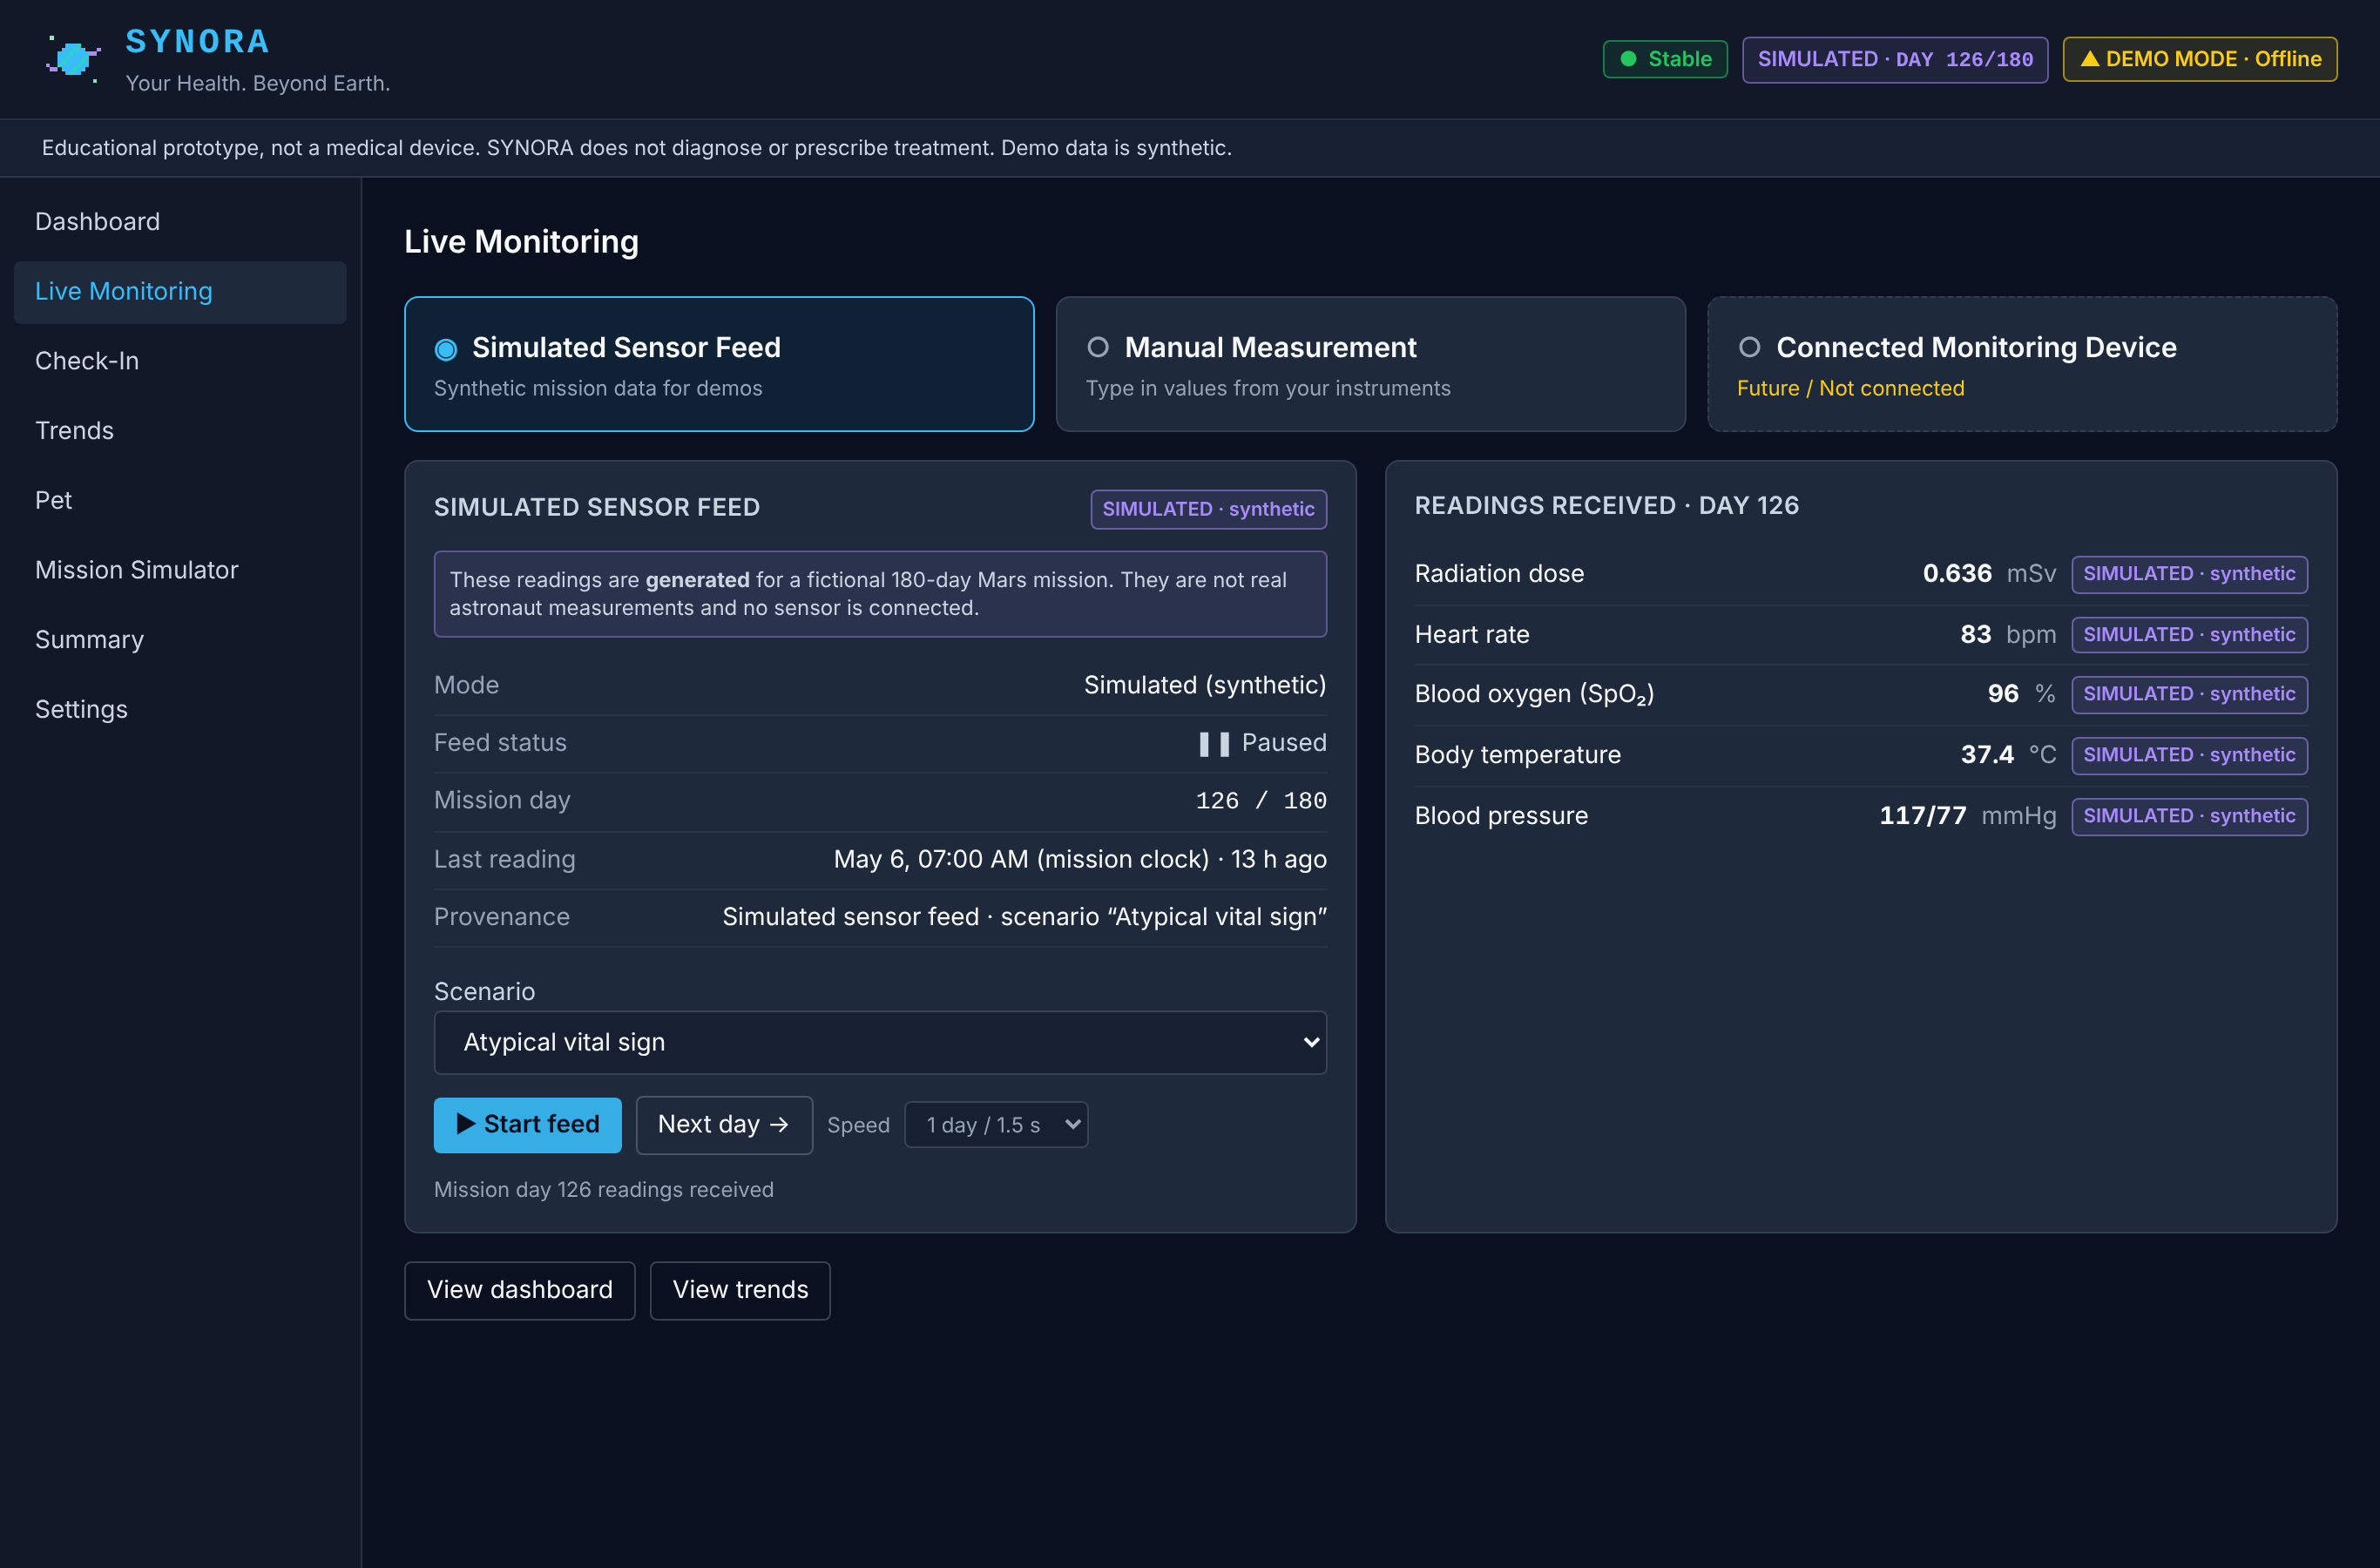 SYNORA
Your Health. Beyond Earth.
Stable
SIMULATED · DAY 126/180
▲ DEMO MODE · Offline
Educational prototype, not a medical device. SYNORA does not diagnose or prescribe treatment. Demo data is synthetic.
Dashboard
Live Monitoring
Check-In
Trends
Pet
Mission Simulator
Summary
Settings
Live Monitoring
Simulated Sensor Feed
Synthetic mission data for demos
Manual Measurement
Type in values from your instruments
Connected Monitoring Device
Future / Not connected
SIMULATED SENSOR FEED
SIMULATED · synthetic
These readings are generated for a fictional 180-day Mars mission. They are not real
astronaut measurements and no sensor is connected.
Mode Simulated (synthetic)
Feed status ❚❚ Paused
Mission day 126 / 180
Last reading May 6, 07:00 AM (mission clock) · 13 h ago
Provenance Simulated sensor feed · scenario “Atypical vital sign”
Scenario
Atypical vital sign
▶ Start feed
Next day →
Speed
1 day / 1.5 s
Mission day 126 readings received
READINGS RECEIVED · DAY 126
Radiation dose 0.636 mSv SIMULATED · synthetic
Heart rate 83 bpm SIMULATED · synthetic
Blood oxygen (SpO₂) 96 % SIMULATED · synthetic
Body temperature 37.4 °C SIMULATED · synthetic
Blood pressure 117/77 mmHg SIMULATED · synthetic
View dashboard
View trends